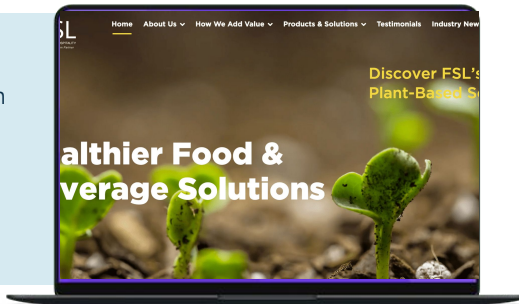 SL
Home About Us How We Add Value Products & Solutions Testimonials Industry New
Discover FSL's
Plant-Based S
n
althier Food &
verage Solutions